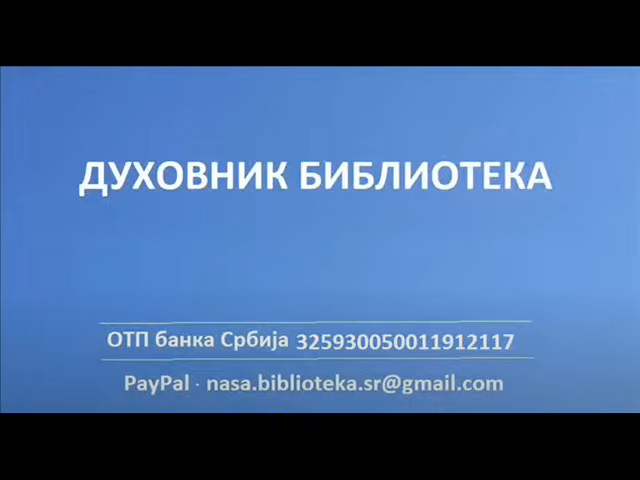 ДУХОВНИК БИБЛИОТЕКА
ОТП банка Србија 325930050011912117
PayPal · nasa.biblioteka.sr@gmail.com